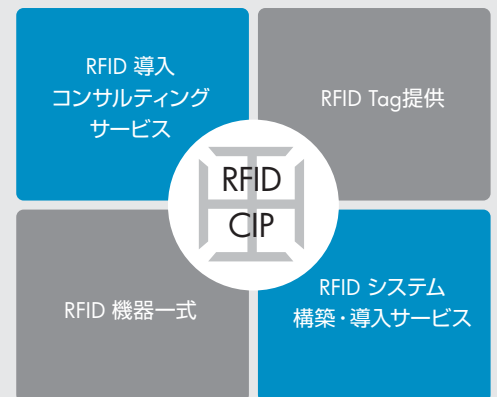 RFID 導入
コンサルティング
サービス
RFID Tag提供
RFID
CIP
RFID 機器一式
RFID システム
構築・導入サービス